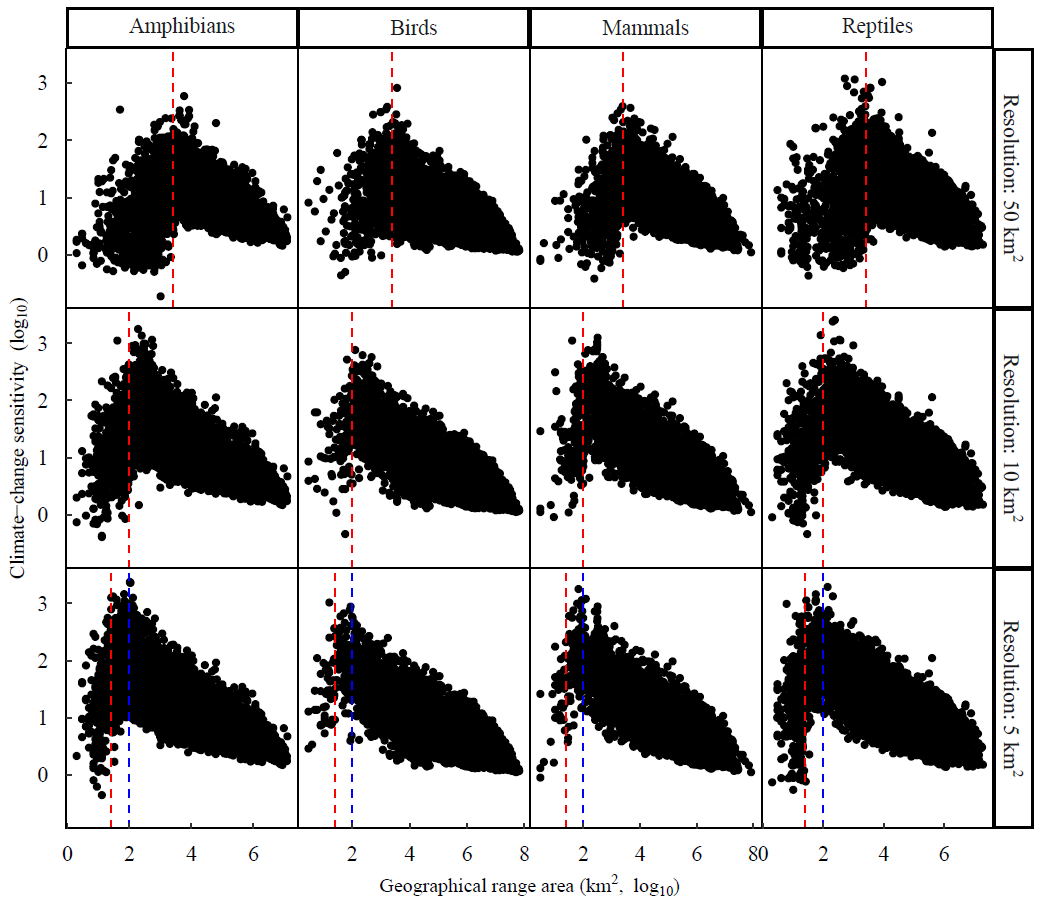 Amphibians Birds Mammals Reptiles
3
2
1
0
Resolution: 50 km²
3
2
1
0
Resolution: 10 km²
3
2
1
0
Resolution: 5 km²
Climate−change sensitivity (log₁₀)
0 2 4 6 2 4 6 8 2 4 6 80 2 4 6
Geographical range area (km², log₁₀)